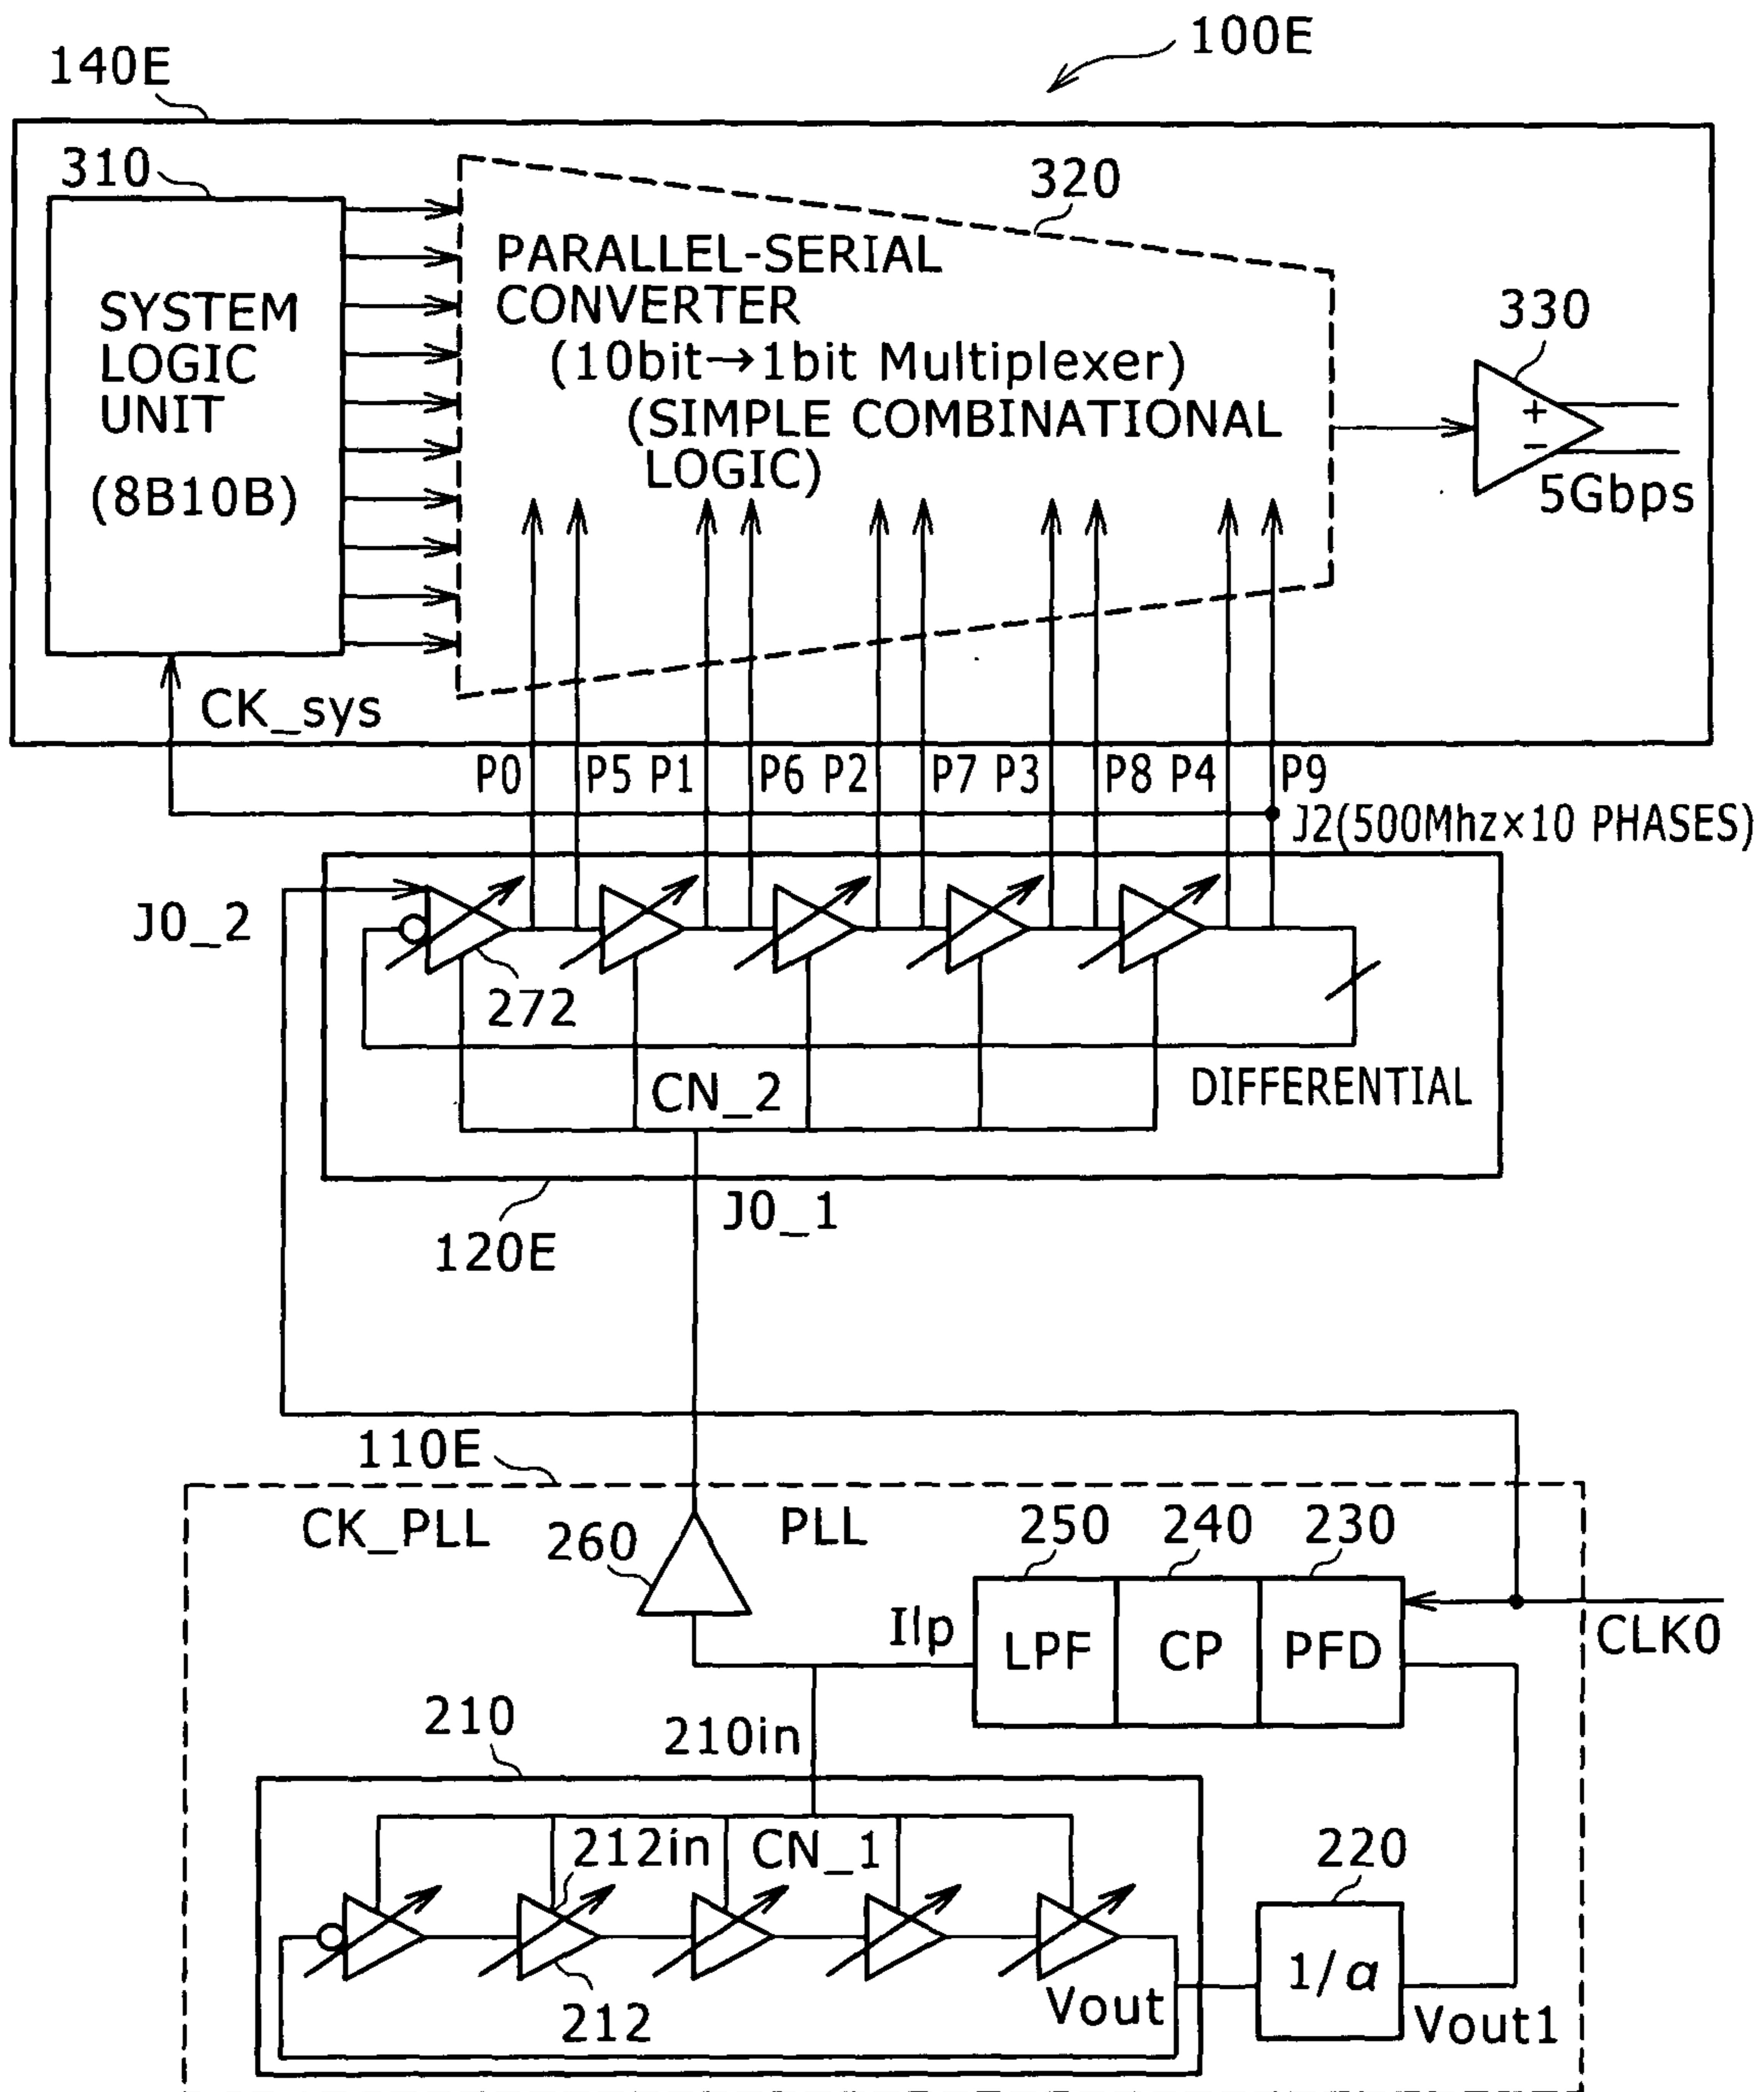 100E
140E
310
320
PARALLEL-SERIAL
CONVERTER
(10bit→1bit Multiplexer)
(SIMPLE COMBINATIONAL
LOGIC)
SYSTEM
LOGIC
UNIT
(8B10B)
330
+
−
5Gbps
CK_sys
P0 P5 P1 P6 P2 P7 P3 P8 P4 P9
J2(500Mhz×10 PHASES)
J0_2
272
CN_2
DIFFERENTIAL
J0_1
120E
110E
CK_PLL
260
PLL
250 240 230
Ilp
LPF CP PFD
CLK0
210
210in
212in
CN_1
220
212
Vout
1/α
Vout1